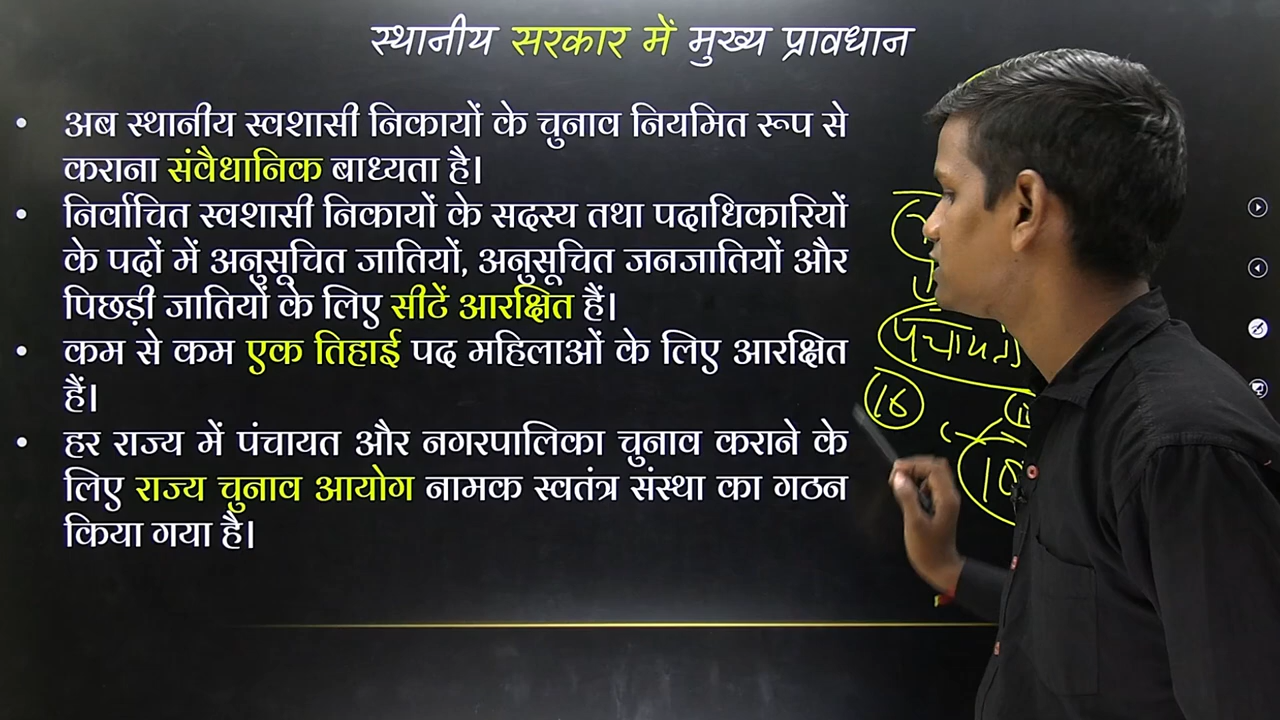 स्थानीय सरकार में मुख्य प्रावधान
• अब स्थानीय स्वशासी निकायों के चुनाव नियमित रूप से
कराना संवैधानिक बाध्यता है।
• निर्वाचित स्वशासी निकायों के सदस्य तथा पदाधिकारियों
के पदों में अनुसूचित जातियों, अनुसूचित जनजातियों और
पिछड़ी जातियों के लिए सीटें आरक्षित हैं।
• कम से कम एक तिहाई पद महिलाओं के लिए आरक्षित
हैं।
• हर राज्य में पंचायत और नगरपालिका चुनाव कराने के
लिए राज्य चुनाव आयोग नामक स्वतंत्र संस्था का गठन
किया गया है।